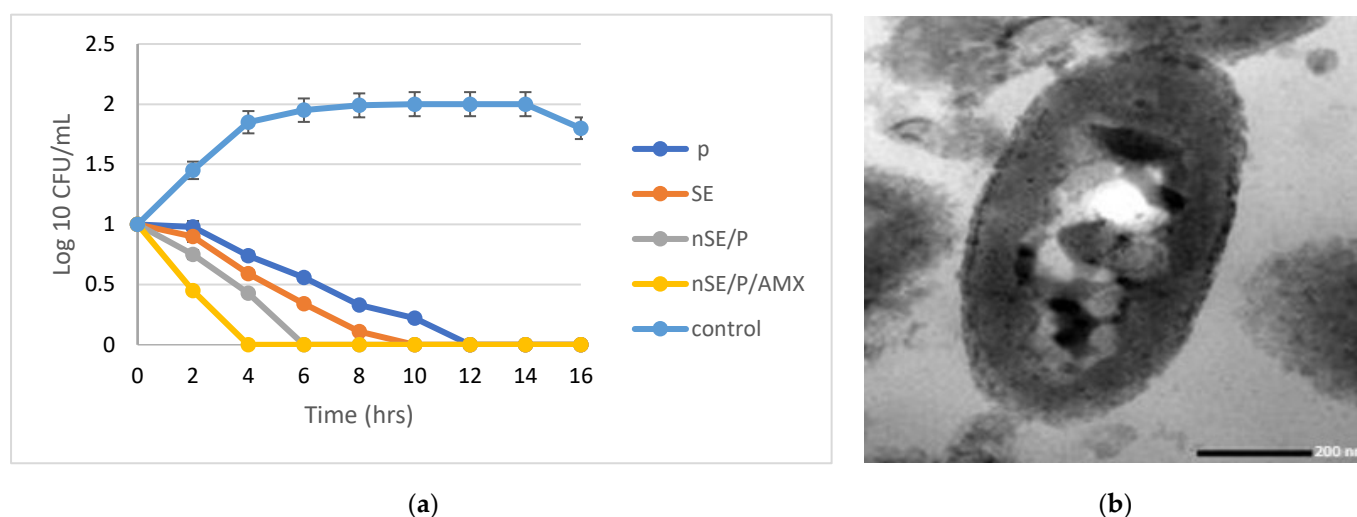 2.5
2
1.5
1
0.5
0
Log 10 CFU/mL
0 2 4 6 8 10 12 14 16
Time (hrs)
p
SE
nSE/P
nSE/P/AMX
control
200 nm
(a) (b)